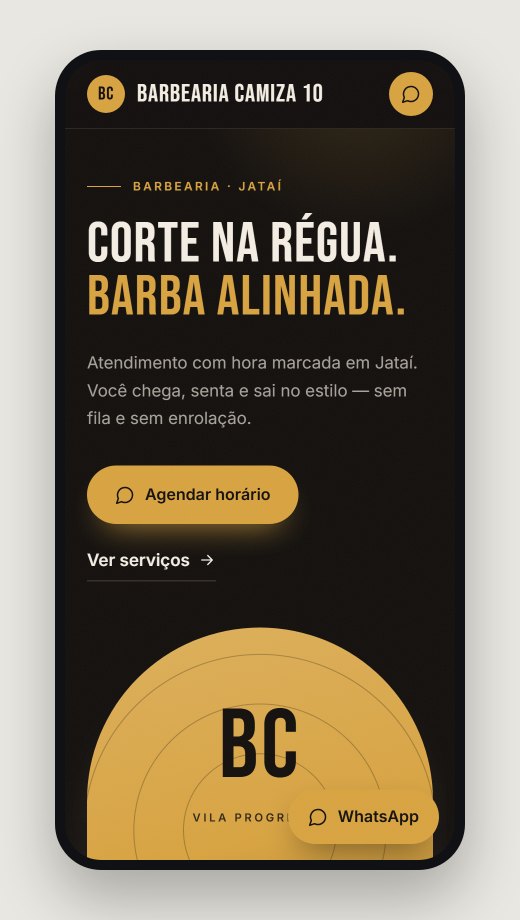 BC BARBEARIA CAMIZA 10
BARBEARIA · JATAÍ
CORTE NA RÉGUA.
BARBA ALINHADA.
Atendimento com hora marcada em Jataí.
Você chega, senta e sai no estilo — sem
fila e sem enrolação.
Agendar horário
Ver serviços →
BC
VILA
WhatsApp